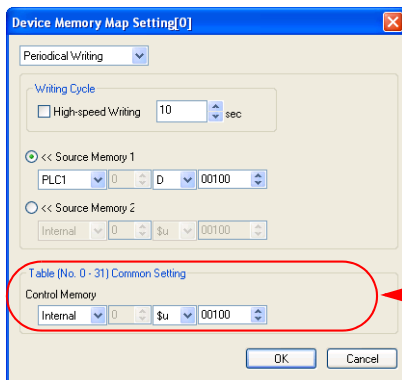 Device Memory Map Setting[0]
Periodical Writing
Writing Cycle
High-speed Writing 10 sec
<< Source Memory 1
PLC1 0 D 00100
<< Source Memory 2
Internal 0 $u 00100
Table (No. 0 - 31) Common Setting
Control Memory
Internal 0 $u 00100
OK Cancel